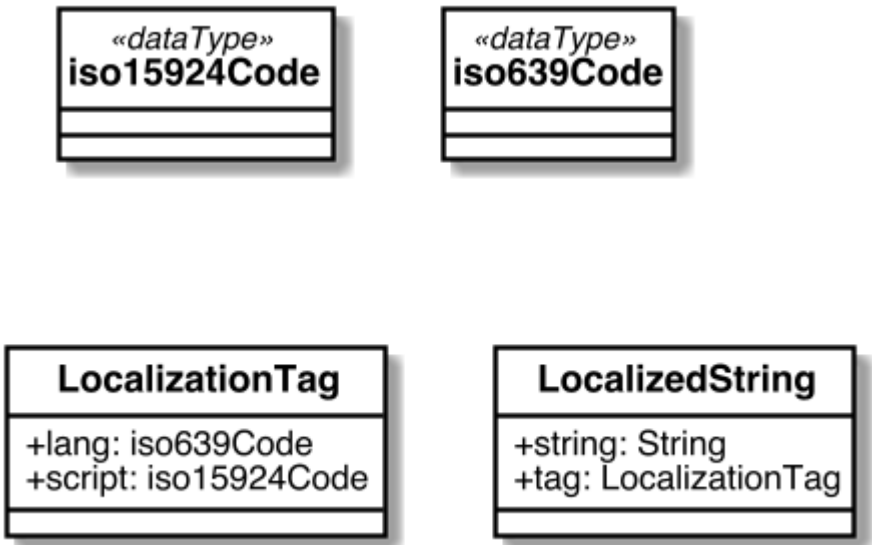 «dataType»
iso15924Code
«dataType»
iso639Code
LocalizationTag
+lang: iso639Code
+script: iso15924Code
LocalizedString
+string: String
+tag: LocalizationTag